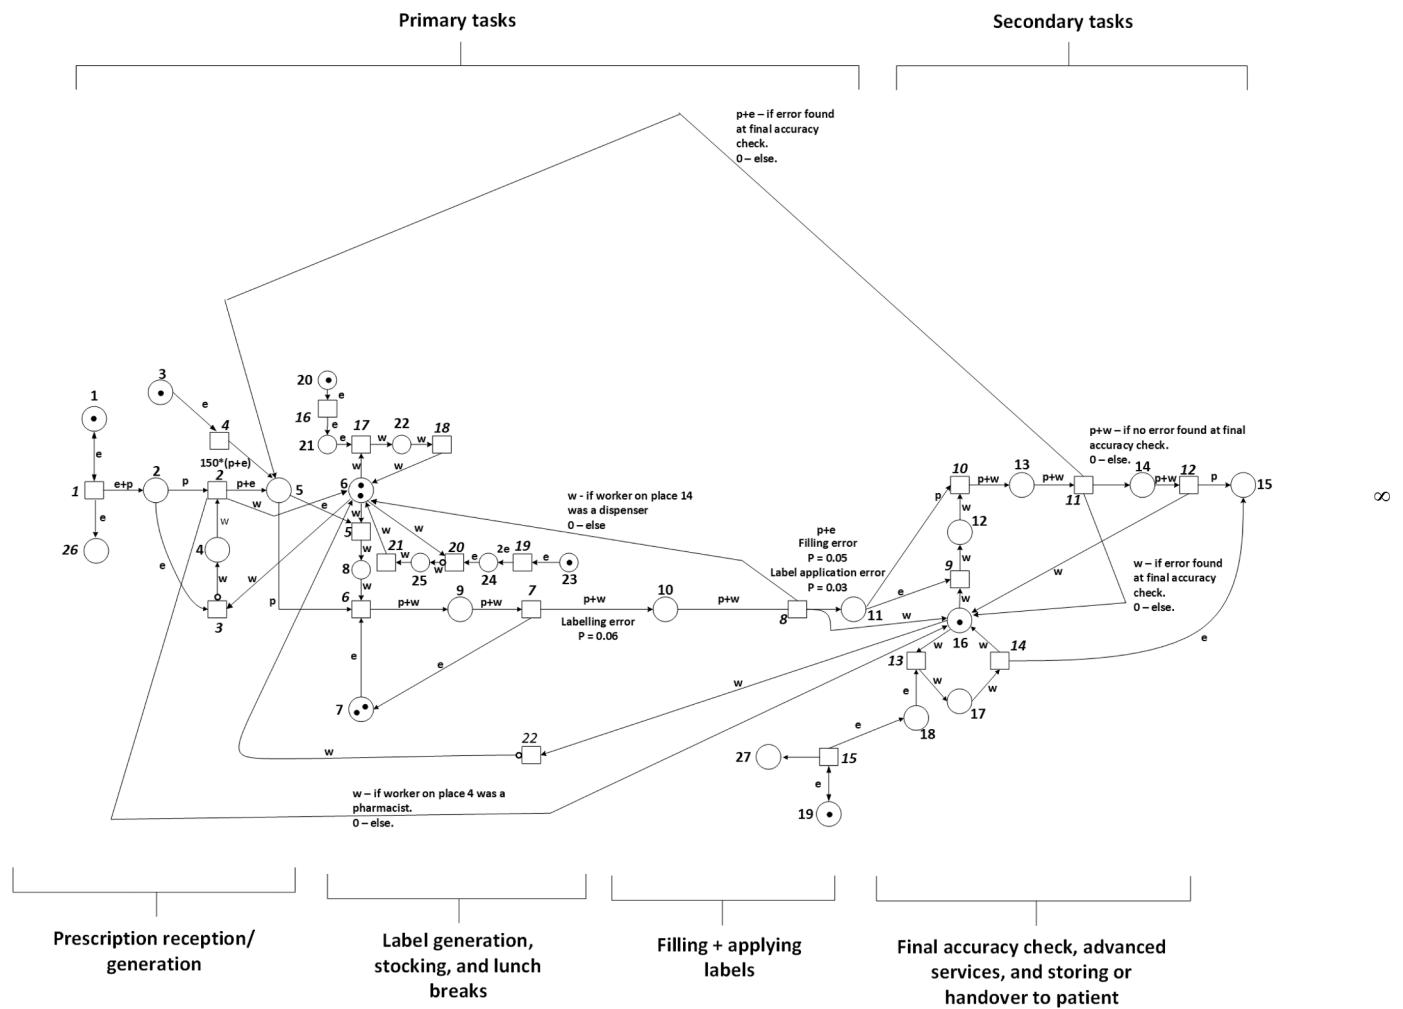 Primary tasks
Secondary tasks
p+e – if error found
at final accuracy
check.
0 – else.
3
20
1
e
e
4
16
e
17
22
18
21
e
w
w
p+w – if no error found at final
accuracy check.
0 – else.
150*(p+e)
w
w
e
2
2
6
10
13
14
12
1
e+p
p
p+e
5
p+w
p+w
p+w
p
15
11
w
e
w
p
∞
w - if worker on place 14
was a dispenser
0 – else
e
w
5
w
w
w
12
26
4
w
21
20
2e
19
p+e
Filling error
P = 0.05
Label application error
P = 0.03
8
w
w
e
e
25
w
24
23
w
9
w – if error found
at final accuracy
check.
0 – else.
e
w
w
w
w
e
w
3
p
6
p+w
9
p+w
7
p+w
10
p+w
8
11
w
Labelling error
P = 0.06
16
e
e
e
w
w
14
13
w
w
w
e
7
17
18
e
22
w
27
15
e
19
w – if worker on place 4 was a
pharmacist.
0 – else.
Prescription reception/
generation
Label generation,
stocking, and lunch
breaks
Filling + applying
labels
Final accuracy check, advanced
services, and storing or
handover to patient